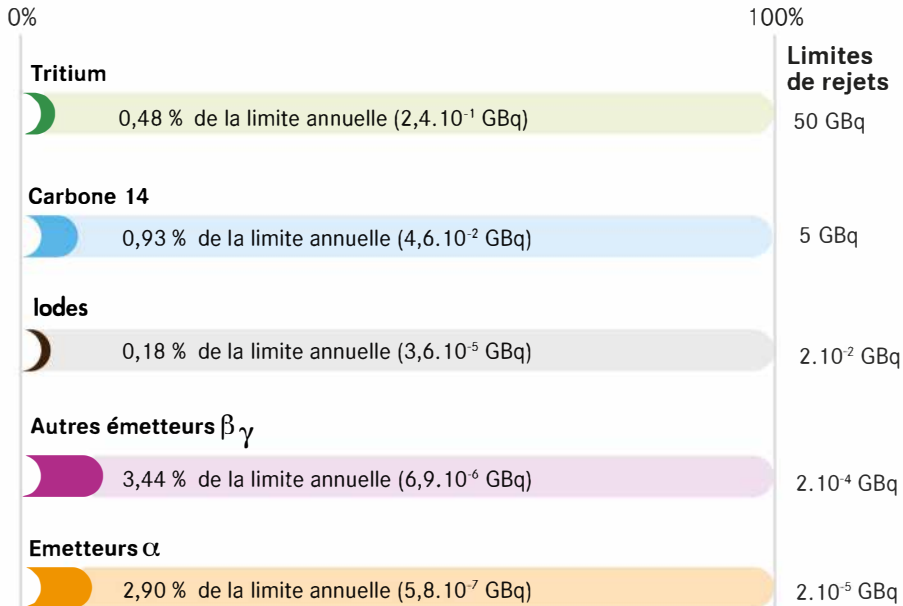 0% 100%
Limites
de rejets
Tritium
0,48 % de la limite annuelle (2,4.10⁻¹ GBq) 50 GBq
Carbone 14
0,93 % de la limite annuelle (4,6.10⁻² GBq) 5 GBq
Iodes
0,18 % de la limite annuelle (3,6.10⁻⁵ GBq) 2.10⁻² GBq
Autres émetteurs βγ
3,44 % de la limite annuelle (6,9.10⁻⁶ GBq) 2.10⁻⁴ GBq
Emetteurs α
2,90 % de la limite annuelle (5,8.10⁻⁷ GBq) 2.10⁻⁵ GBq